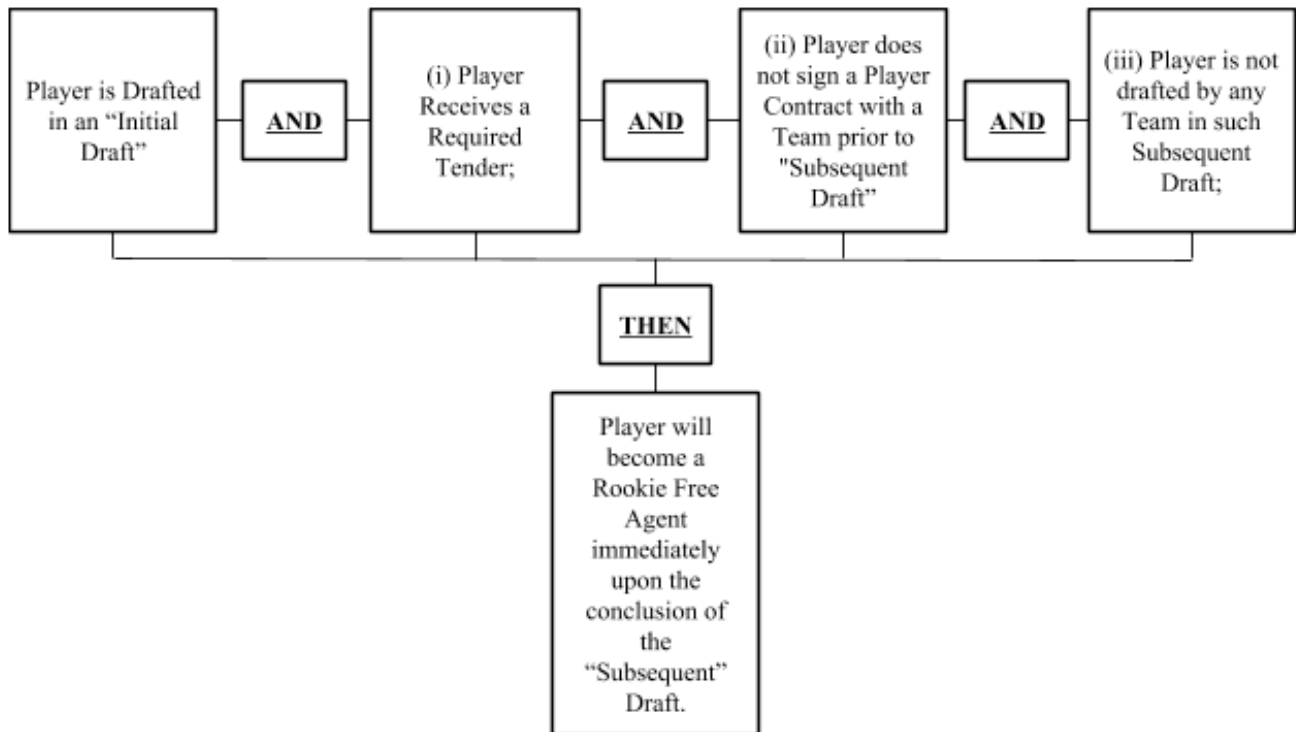 Player is Drafted
in an “Initial
Draft”
AND
(i) Player
Receives a
Required
Tender;
AND
(ii) Player does
not sign a Player
Contract with a
Team prior to
"Subsequent
Draft”
AND
(iii) Player is not
drafted by any
Team in such
Subsequent
Draft;
THEN
Player will
become a
Rookie Free
Agent
immediately
upon the
conclusion of
the
“Subsequent”
Draft.